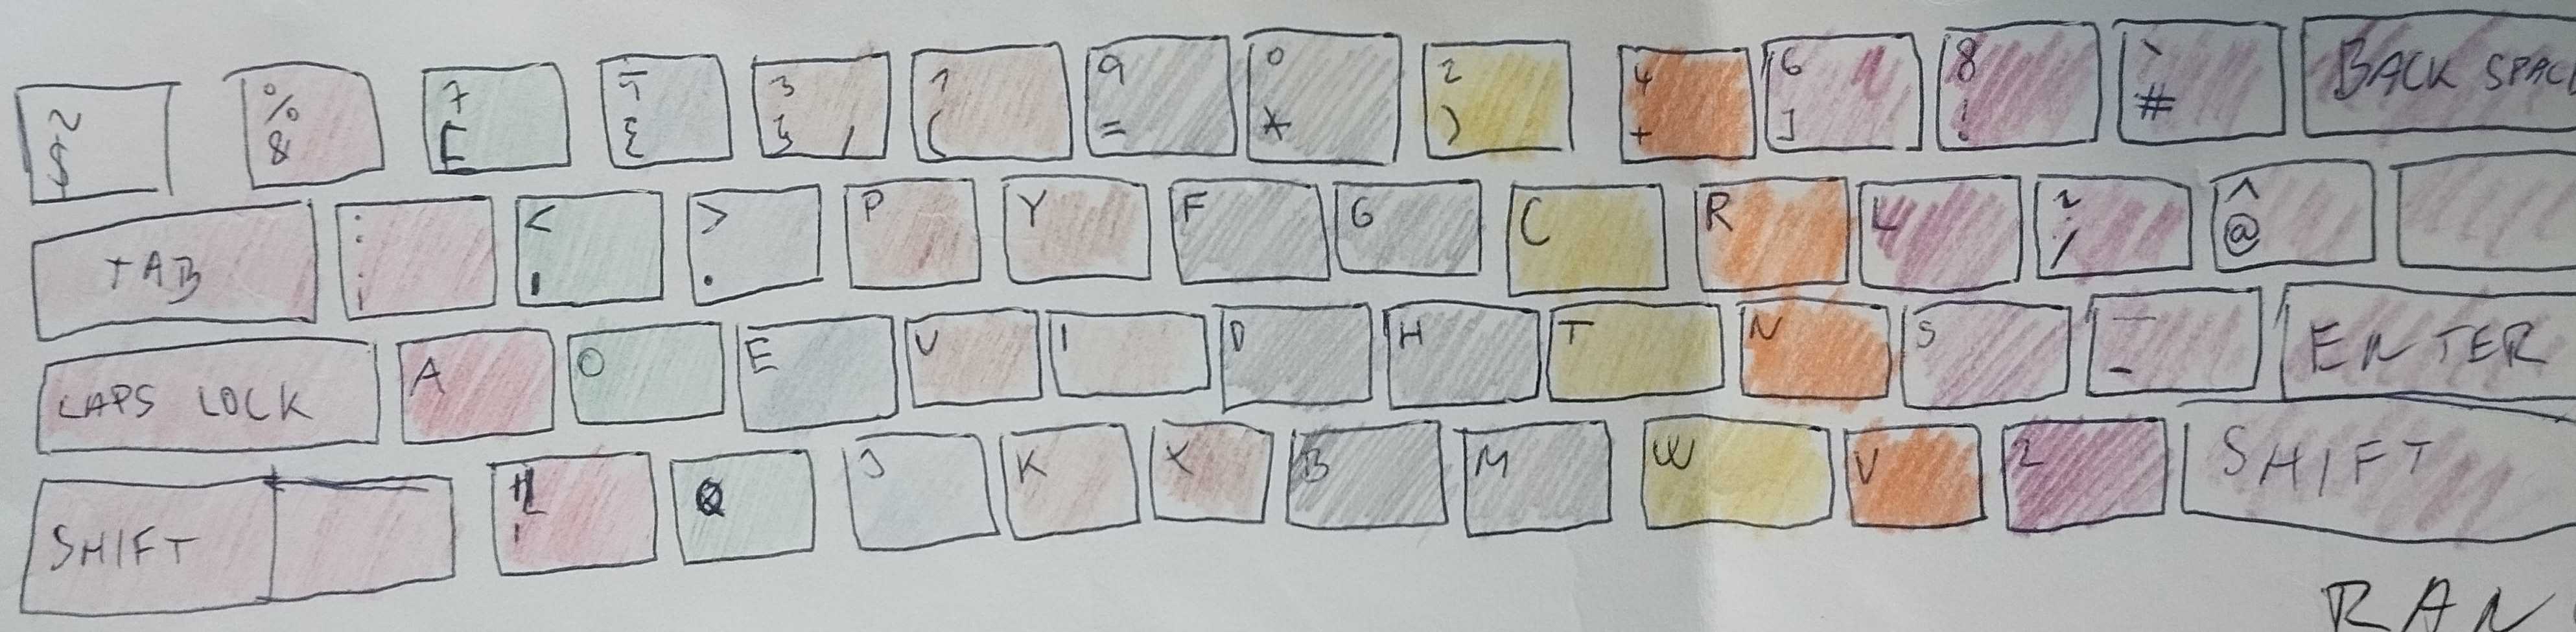 ~ % 7 5 3 1 9 0 2 4 6 8 ` BACK SPAC
$ & [ { } ( = * ) + ] ! #
TAB : < > P Y F G C R L ? ^
; , . / @
CAPS LOCK A O E U I D H T N S — ENTER
-
SHIFT " Q J K X B M W V Z SHIFT
'
RAN